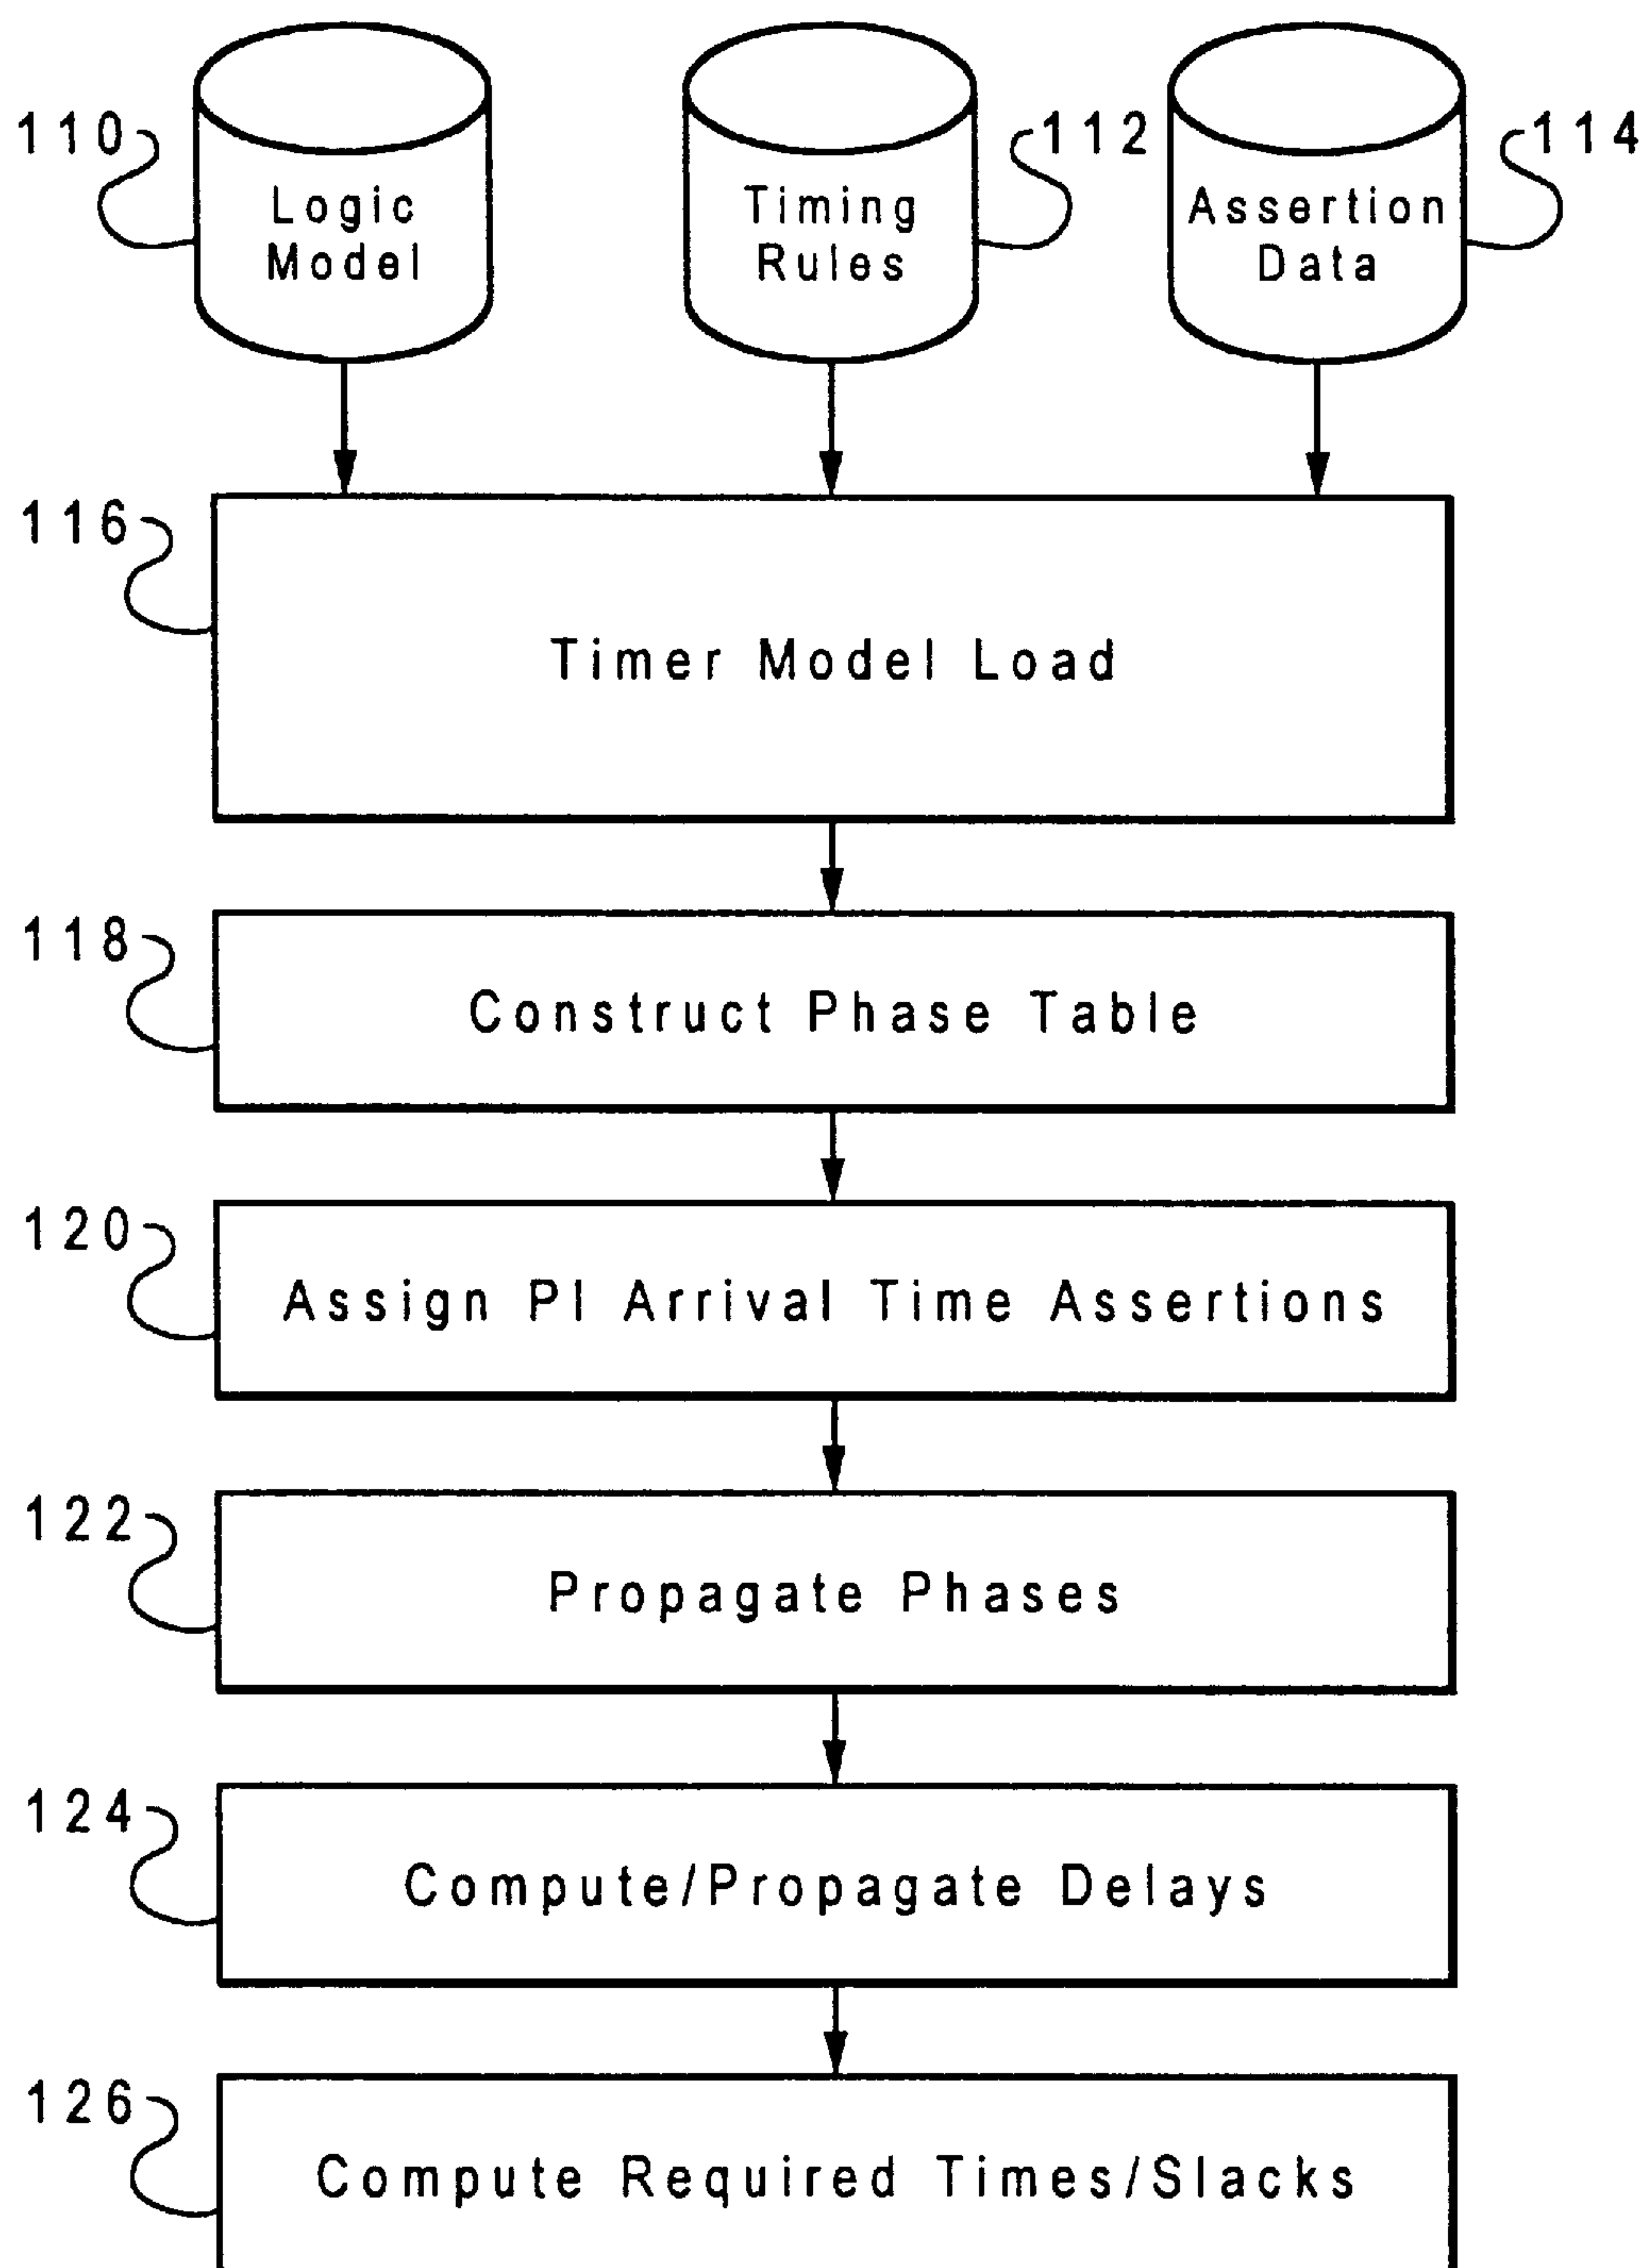 110
Logic
Model
Timing
Rules
112
Assertion
Data
114
116
Timer Model Load
118
Construct Phase Table
120
Assign PI Arrival Time Assertions
122
Propagate Phases
124
Compute/Propagate Delays
126
Compute Required Times/Slacks